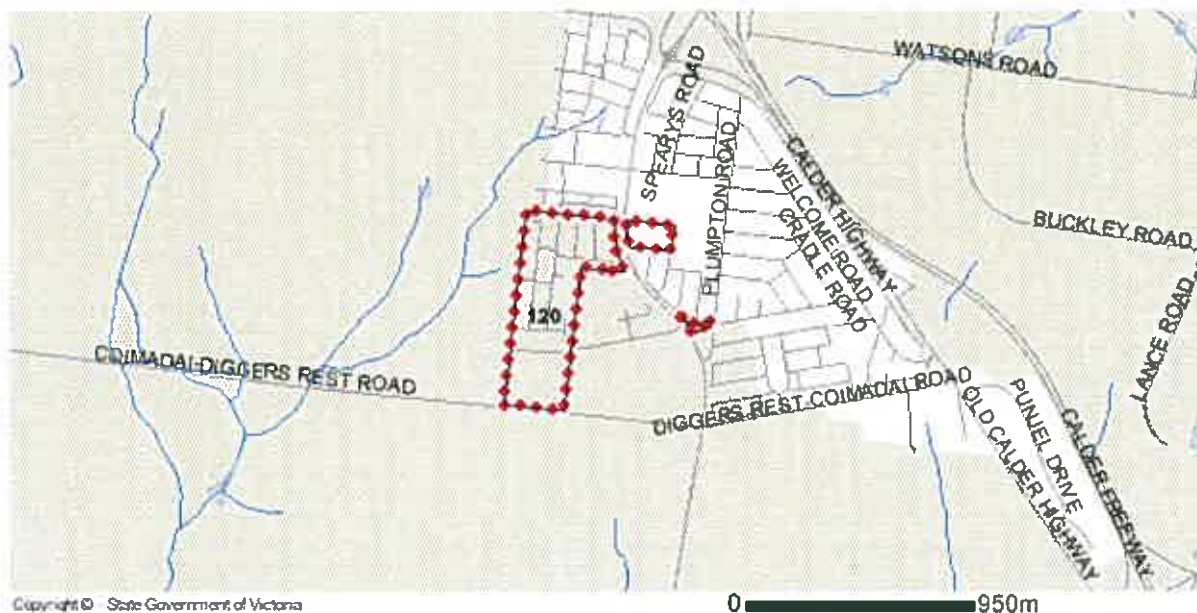 WATSONS ROAD
SPEARYS ROAD
PLUMPTON ROAD
CALDER HIGHWAY
WELCOME ROAD
CRADLE ROAD
BUCKLEY ROAD
LANCE ROAD
120
COIMADAI-DIGGERS REST ROAD
DIGGERS REST COIMADAI ROAD
OLD CALDER HIGHWAY
PUNJEL DRIVE
CALDER FREEWAY
Copyright © - State Government of Victoria
0 950m